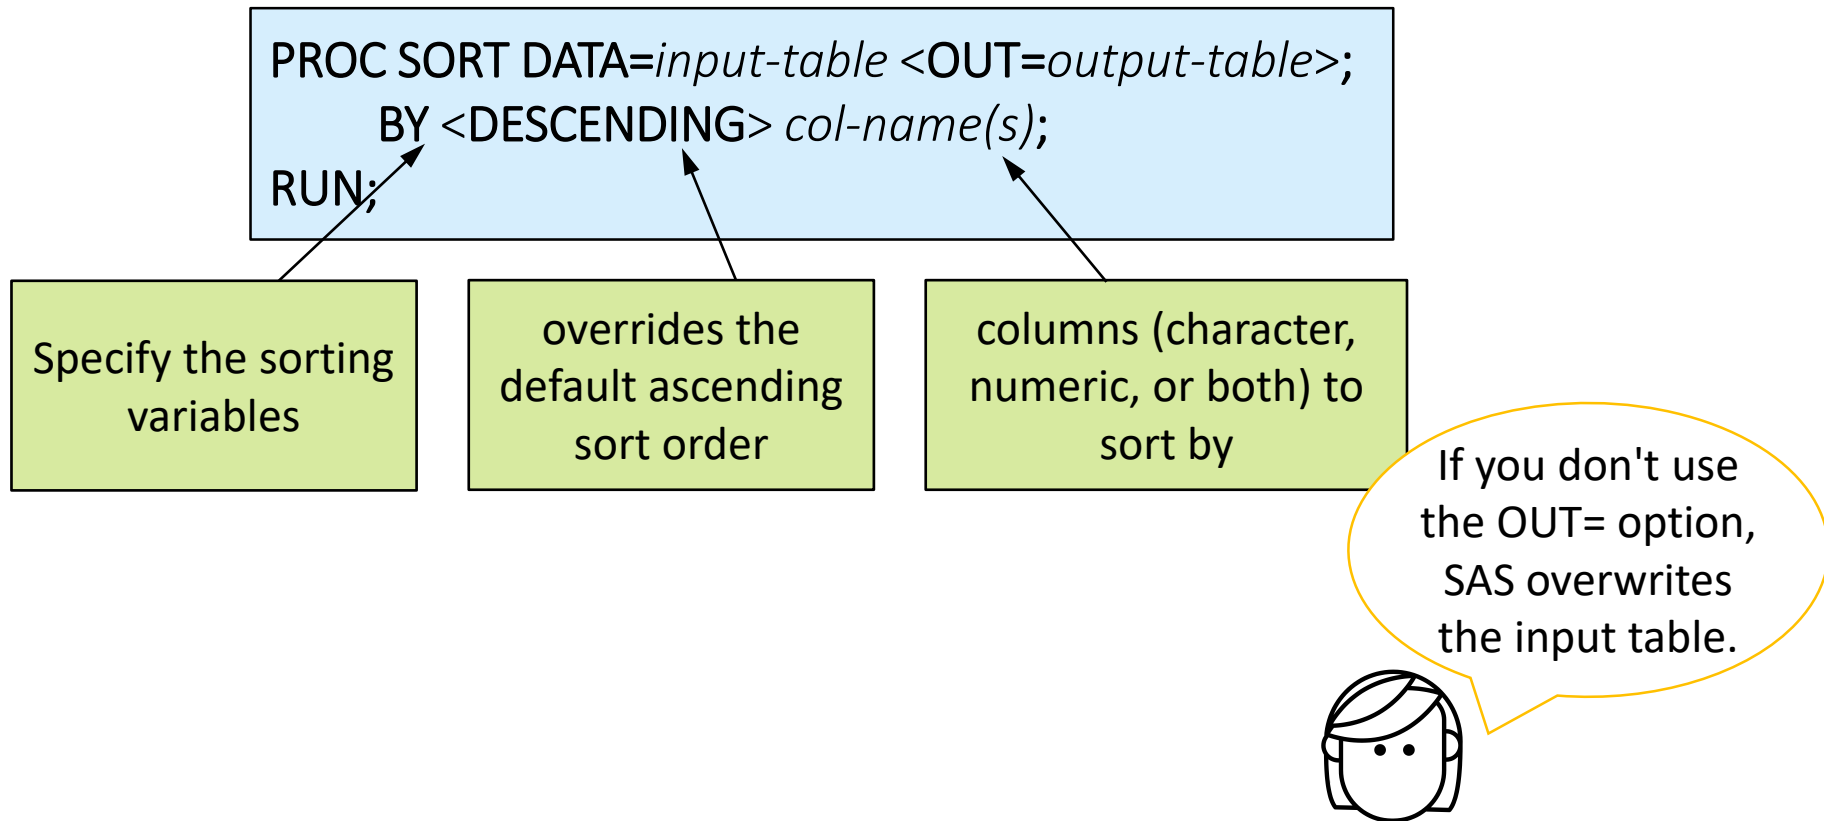 PROC SORT DATA=input-table <OUT=output-table>;
BY <DESCENDING> col-name(s);
RUN;
Specify the sorting
variables
overrides the
default ascending
sort order
columns (character,
numeric, or both) to
sort by
If you don't use
the OUT= option,
SAS overwrites
the input table.